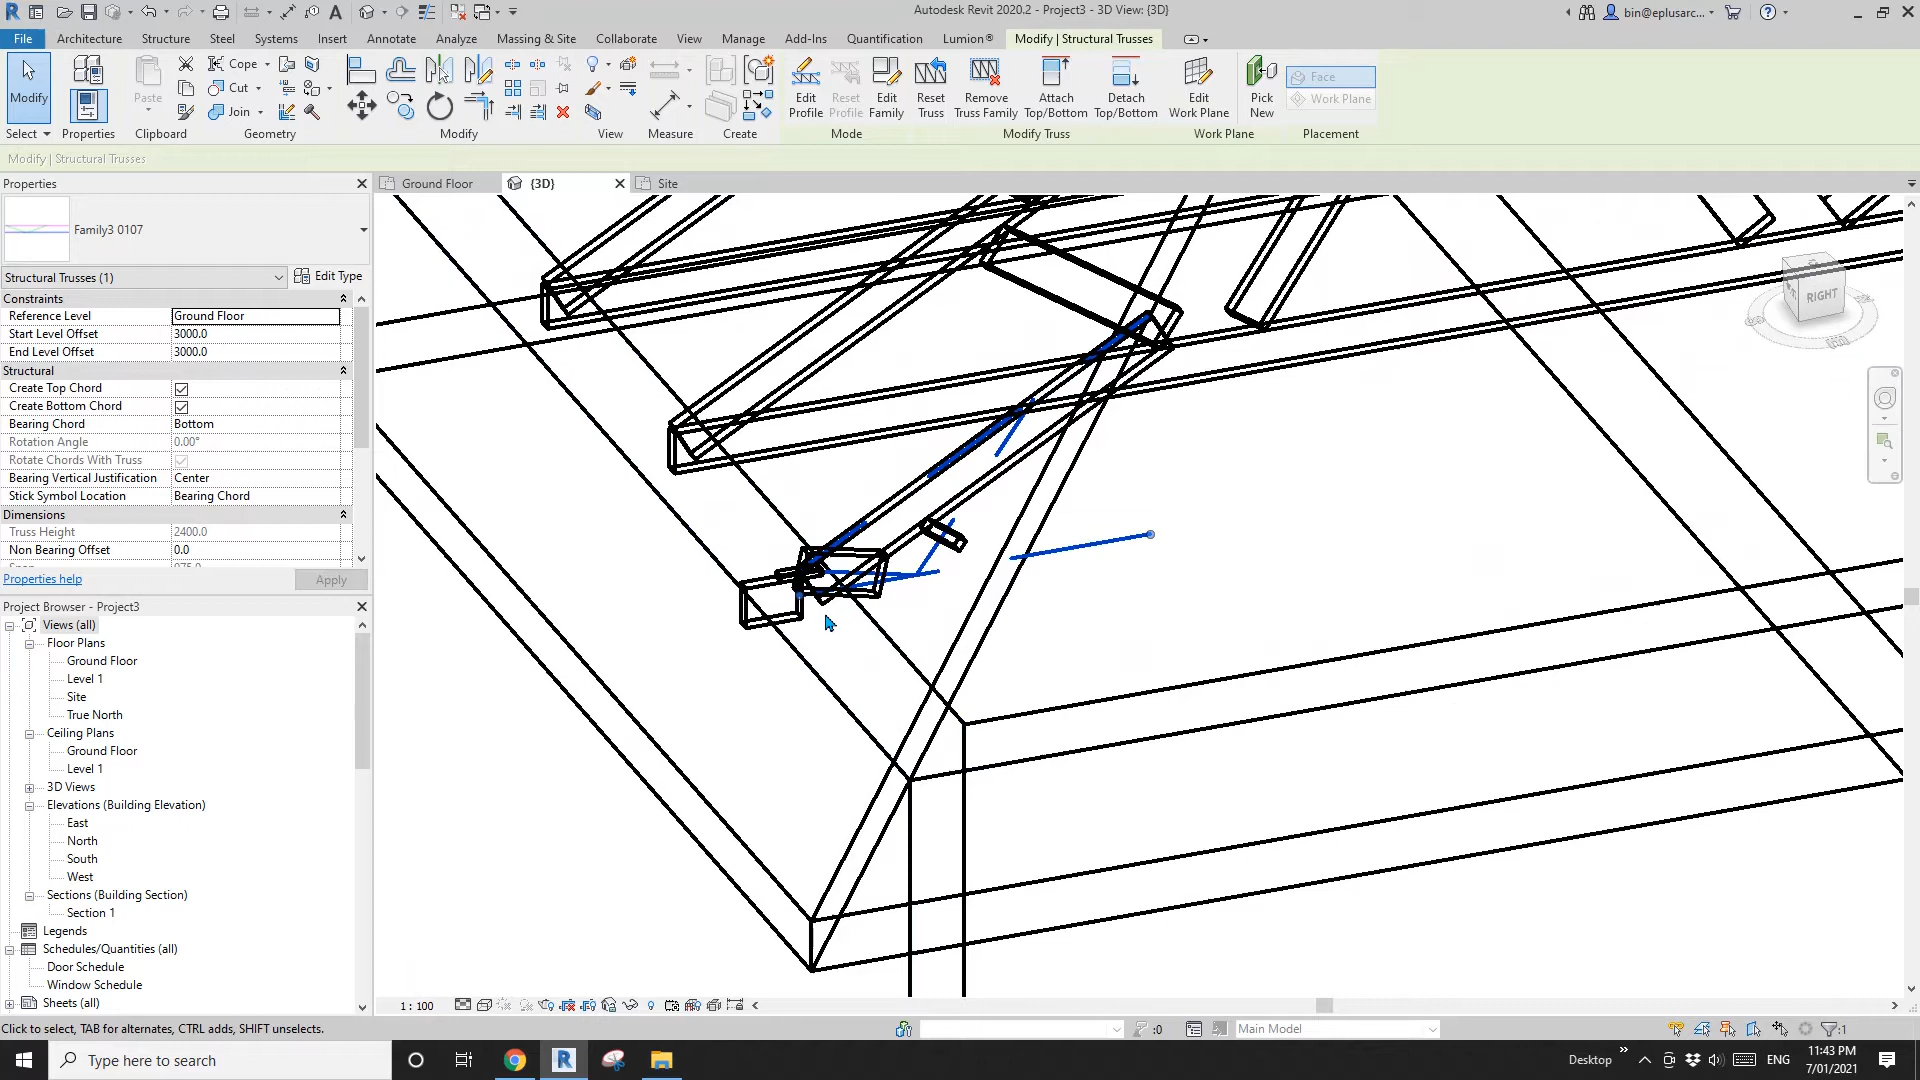 Autodesk Revit 2020.2 - Project3 - 3D View: {3D}
bin@eplusarc...
File Architecture Structure Steel Systems Insert Annotate Analyze Massing & Site Collaborate View Manage Add-Ins Quantification Lumion® Modify | Structural Trusses
Modify
Paste
Cope
Cut
Join
Edit Profile
Reset Profile
Edit Family
Reset Truss
Remove Truss Family
Attach Top/Bottom
Detach Top/Bottom
Edit Work Plane
Pick New
Face
Work Plane
Select Properties Clipboard Geometry Modify View Measure Create Mode Modify Truss Work Plane Placement
Modify | Structural Trusses
Properties
Ground Floor
{3D}
Site
Family3 0107
Structural Trusses (1)
Edit Type
Constraints
Reference Level Ground Floor
Start Level Offset 3000.0
End Level Offset 3000.0
Structural
Create Top Chord
Create Bottom Chord
Bearing Chord Bottom
Rotation Angle 0.00°
Rotate Chords With Truss
Bearing Vertical Justification Center
Stick Symbol Location Bearing Chord
Dimensions
Truss Height 2400.0
Non Bearing Offset 0.0
Properties help
Apply
Project Browser - Project3
Views (all)
Floor Plans
Ground Floor
Level 1
Site
True North
Ceiling Plans
Ground Floor
Level 1
3D Views
Elevations (Building Elevation)
East
North
South
West
Sections (Building Section)
Section 1
Legends
Schedules/Quantities (all)
Door Schedule
Window Schedule
Sheets (all)
RIGHT
1 : 100
Click to select, TAB for alternates, CTRL adds, SHIFT unselects.
:0
Main Model
:1
Type here to search
Desktop
ENG
11:43 PM
7/01/2021